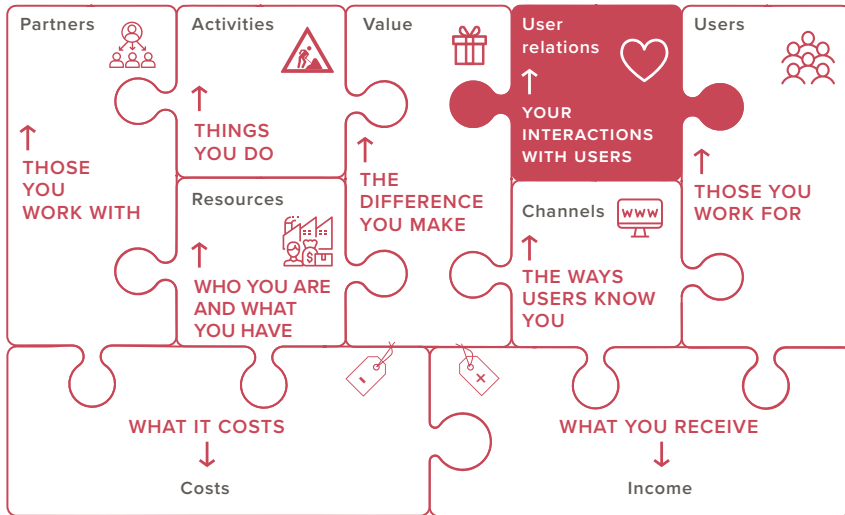 Partners
THOSE
YOU
WORK WITH
Activities
THINGS
YOU DO
Resources
$
WHO YOU ARE
AND WHAT
YOU HAVE
Value
THE
DIFFERENCE
YOU MAKE
User
relations
YOUR
INTERACTIONS
WITH USERS
Channels
WWW
THE WAYS
USERS KNOW
YOU
Users
THOSE YOU
WORK FOR
-
WHAT IT COSTS
Costs
+
WHAT YOU RECEIVE
Income